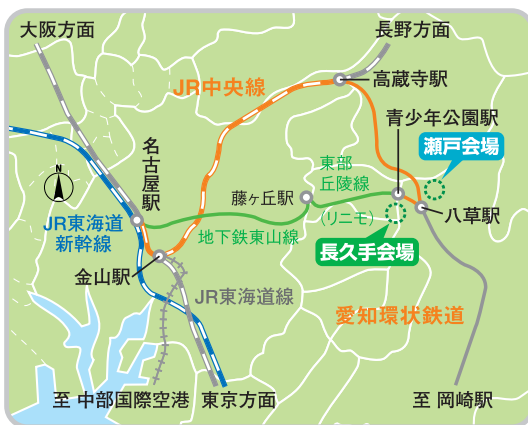 大阪方面
長野方面
JR中央線
高蔵寺駅
青少年公園駅
瀬戸会場
N
名古屋駅
東部
丘陵線
藤ヶ丘駅
(リニモ)
八草駅
JR東海道
新幹線
地下鉄東山線
長久手会場
金山駅
JR東海道線
愛知環状鉄道
至 中部国際空港
東京方面
至 岡崎駅